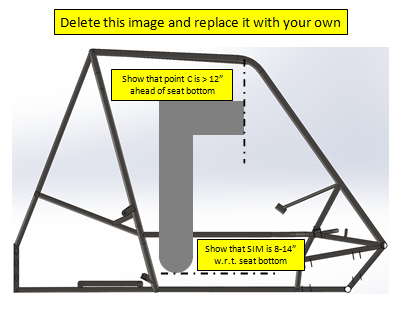 Delete this image and replace it with your own
Show that point C is > 12”
ahead of seat bottom
Show that SIM is 8-14”
w.r.t. seat bottom